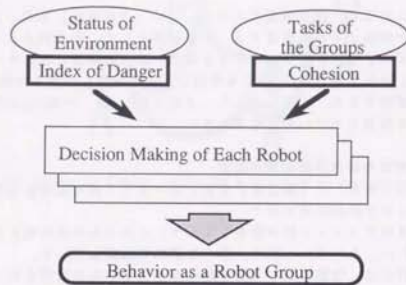 Status of
Environment
Index of Danger
Tasks of
the Groups
Cohesion
Decision Making of Each Robot
Behavior as a Robot Group